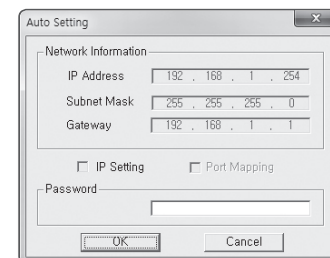 Auto Setting
Network Information
IP Address 192 . 168 . 1 . 254
Subnet Mask 255 . 255 . 255 . 0
Gateway 192 . 168 . 1 . 1
IP Setting Port Mapping
Password
OK Cancel